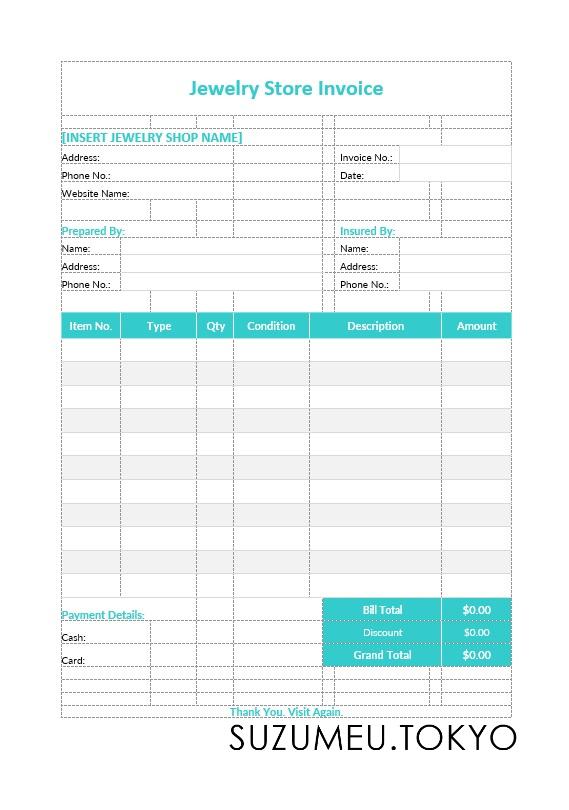 Jewelry Store Invoice
[INSERT JEWELRY SHOP NAME]
Address: Invoice No.:
Phone No.: Date:
Website Name:
Prepared By: Insured By:
Name: Name:
Address: Address:
Phone No.: Phone No.:
Item No. Type Qty Condition Description Amount
Bill Total $0.00
Payment Details:
Discount $0.00
Cash:
Grand Total $0.00
Card:
Thank You. Visit Again.
SUZUMEU.TOKYO